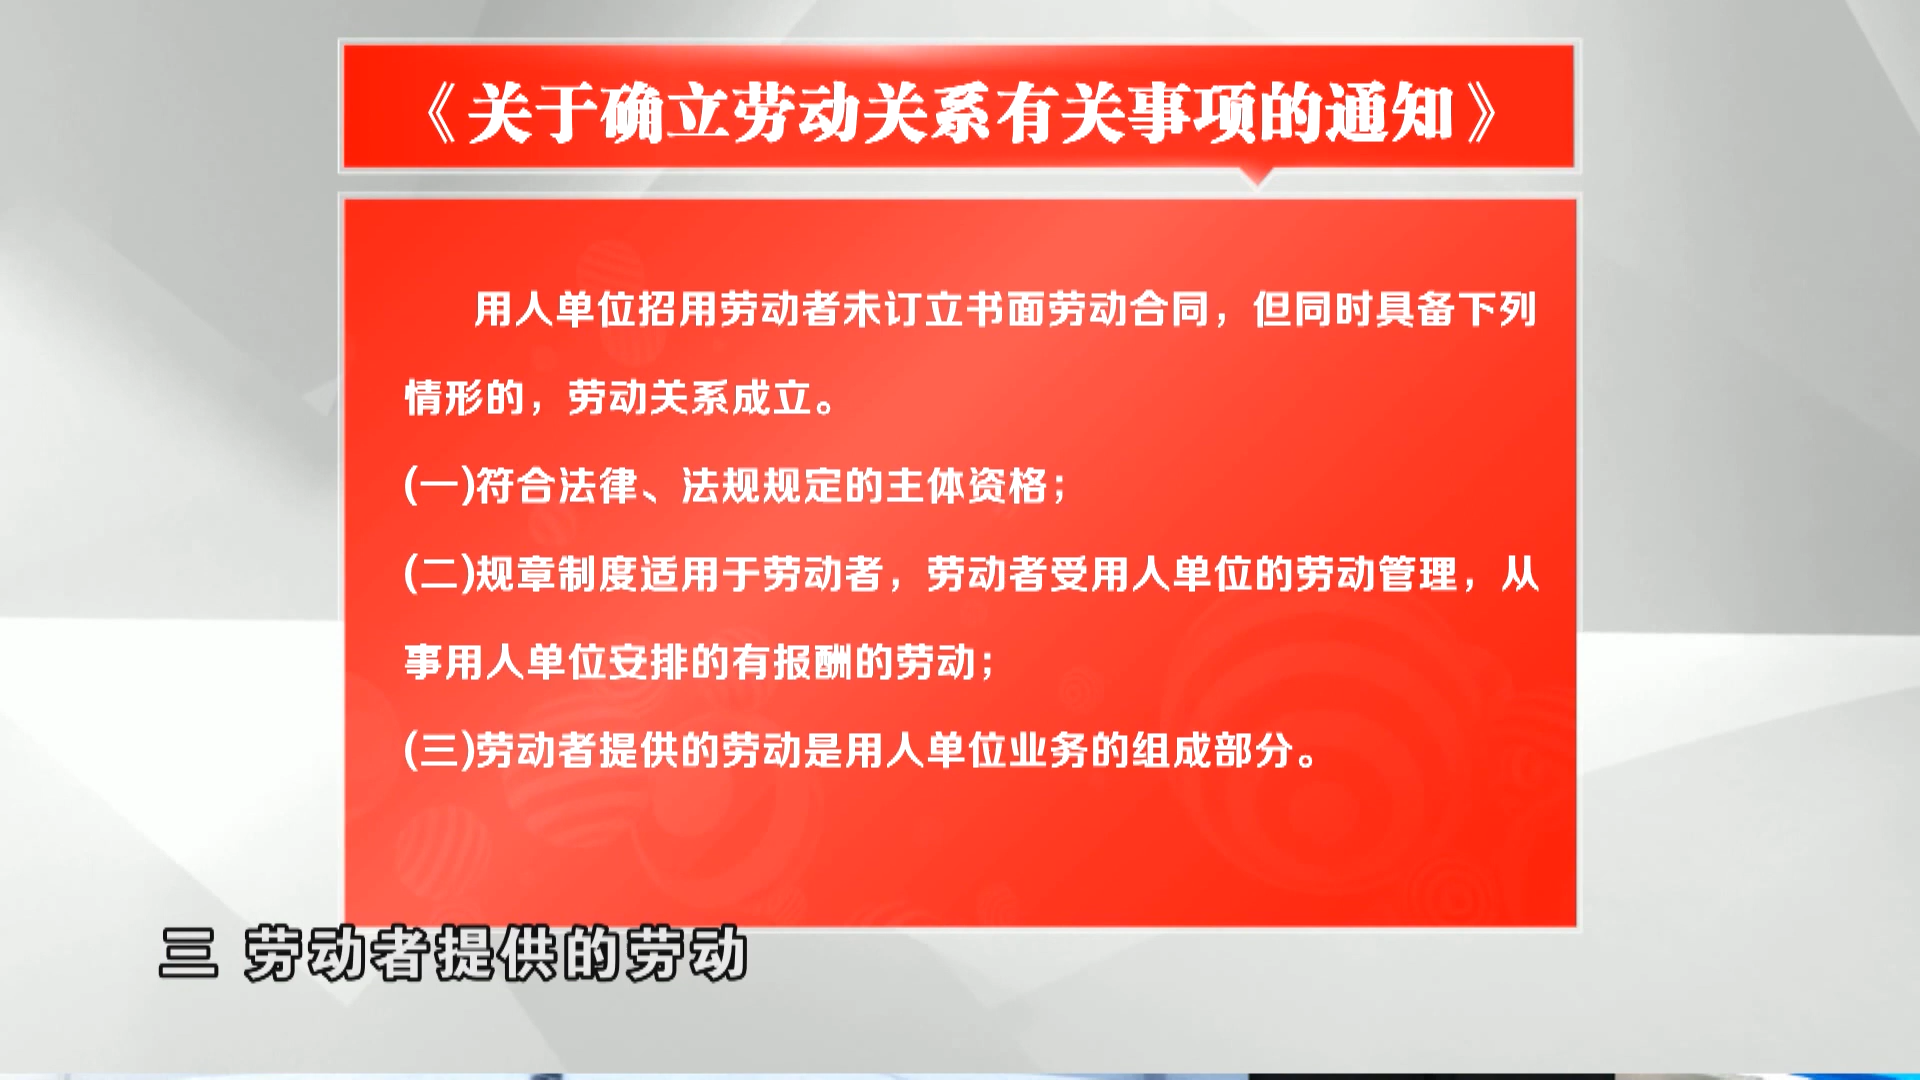 《关于确立劳动关系有关事项的通知》
用人单位招用劳动者未订立书面劳动合同，但同时具备下列
情形的，劳动关系成立。
(一)符合法律、法规规定的主体资格；
(二)规章制度适用于劳动者，劳动者受用人单位的劳动管理，从
事用人单位安排的有报酬的劳动；
(三)劳动者提供的劳动是用人单位业务的组成部分。
三 劳动者提供的劳动